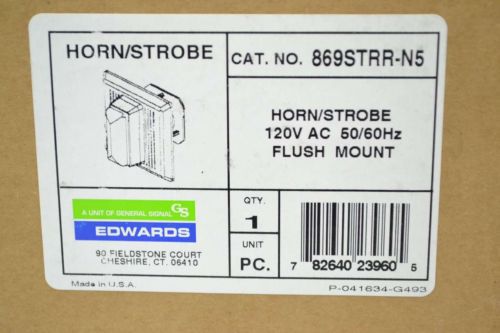 HORN/STROBE
CAT. NO. 869STRR-N5
HORN/STROBE
120V AC 50/60Hz
FLUSH MOUNT
A UNIT OF GENERAL SIGNAL GS
EDWARDS
90 FIELDSTONE COURT
CHESHIRE, CT. 06410
QTY.
1
UNIT
PC.
7 82640 23960 5
Made in U.S.A.
P-041634-G493